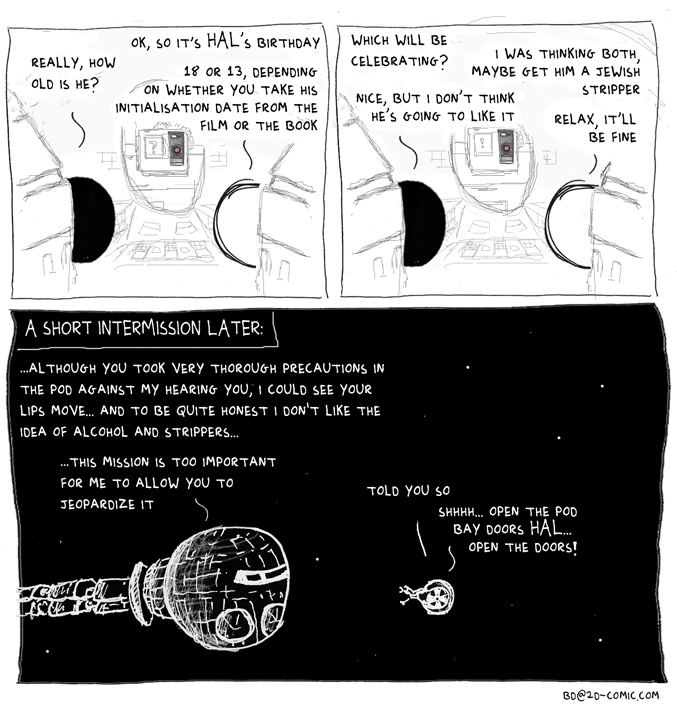 OK, SO IT'S HAL'S BIRTHDAY
REALLY, HOW
OLD IS HE?
18 OR 13, DEPENDING
ON WHETHER YOU TAKE HIS
INITIALISATION DATE FROM THE
FILM OR THE BOOK
?
WHICH WILL BE
CELEBRATING?
I WAS THINKING BOTH,
MAYBE GET HIM A JEWISH
STRIPPER
NICE, BUT I DON'T THINK
HE'S GOING TO LIKE IT
RELAX, IT'LL
BE FINE
!
A SHORT INTERMISSION LATER:
...ALTHOUGH YOU TOOK VERY THOROUGH PRECAUTIONS IN
THE POD AGAINST MY HEARING YOU, I COULD SEE YOUR
LIPS MOVE... AND TO BE QUITE HONEST I DON'T LIKE THE
IDEA OF ALCOHOL AND STRIPPERS...
...THIS MISSION IS TOO IMPORTANT
FOR ME TO ALLOW YOU TO
JEOPARDIZE IT
TOLD YOU SO
SHHHH... OPEN THE POD
BAY DOORS HAL...
OPEN THE DOORS!
BD@2D-COMIC.COM